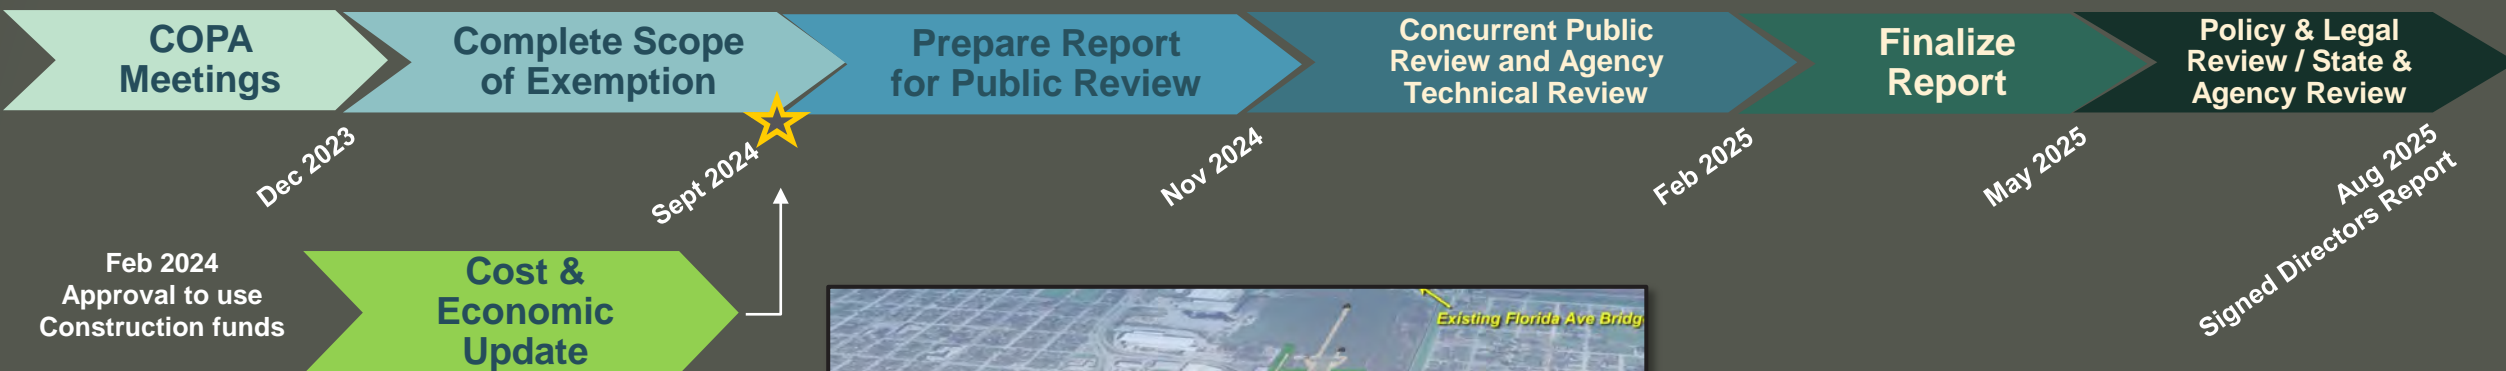 COPA
Meetings
Complete Scope
of Exemption
Prepare Report
for Public Review
Concurrent Public
Review and Agency
Technical Review
Finalize
Report
Policy & Legal
Review / State &
Agency Review
Dec 2023
Sept 2024
Nov 2024
Feb 2025
May 2025
Aug 2025
Signed Directors Report
Feb 2024
Approval to use
Construction funds
Cost &
Economic
Update
Existing Florida Ave Bridg